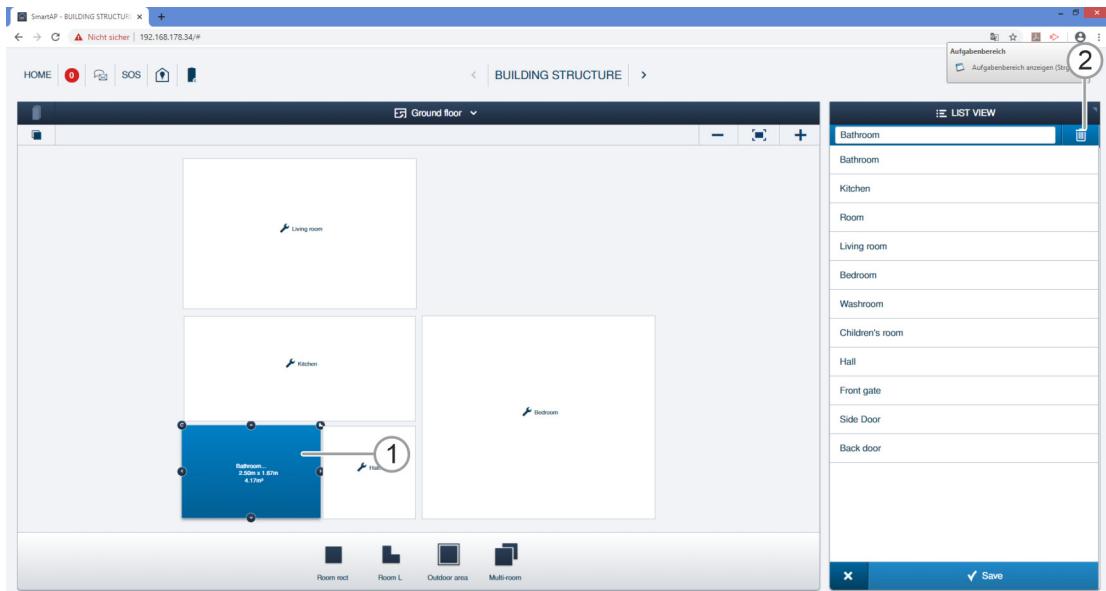 SmartAP - BUILDING STRUCTUR
Nicht sicher | 192.168.178.34/#
Aufgabenbereich
Aufgabenbereich anzeigen (Strg
2
HOME 0 SOS
< BUILDING STRUCTURE >
Ground floor
LIST VIEW
Bathroom
Bathroom
Kitchen
Room
Living room
Bedroom
Washroom
Children's room
Hall
Front gate
Side Door
Back door
Living room
Kitchen
Bedroom
Bathroom...
2.50m x 1.67m
4.17m²
1
Room rect
Room L
Outdoor area
Multi-room
Save